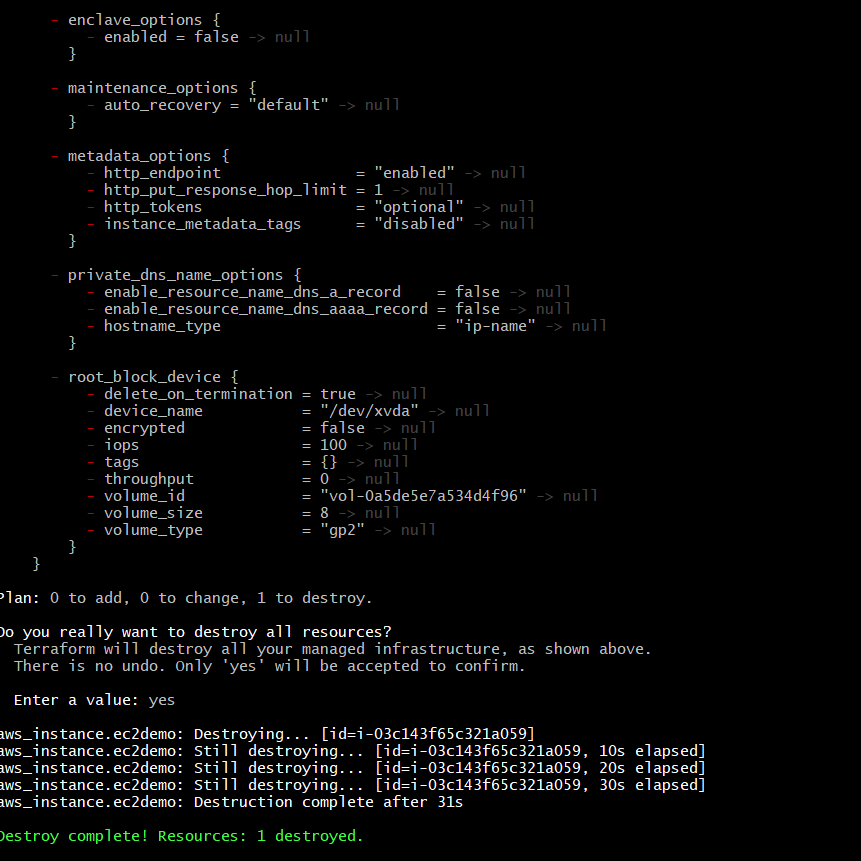 - enclave_options {
- enabled = false -> null
}
- maintenance_options {
- auto_recovery = "default" -> null
}
- metadata_options {
- http_endpoint = "enabled" -> null
- http_put_response_hop_limit = 1 -> null
- http_tokens = "optional" -> null
- instance_metadata_tags = "disabled" -> null
}
- private_dns_name_options {
- enable_resource_name_dns_a_record = false -> null
- enable_resource_name_dns_aaaa_record = false -> null
- hostname_type = "ip-name" -> null
}
- root_block_device {
- delete_on_termination = true -> null
- device_name = "/dev/xvda" -> null
- encrypted = false -> null
- iops = 100 -> null
- tags = {} -> null
- throughput = 0 -> null
- volume_id = "vol-0a5de5e7a534d4f96" -> null
- volume_size = 8 -> null
- volume_type = "gp2" -> null
}
}
Plan: 0 to add, 0 to change, 1 to destroy.
Do you really want to destroy all resources?
Terraform will destroy all your managed infrastructure, as shown above.
There is no undo. Only 'yes' will be accepted to confirm.
Enter a value: yes
aws_instance.ec2demo: Destroying... [id=i-03c143f65c321a059]
aws_instance.ec2demo: Still destroying... [id=i-03c143f65c321a059, 10s elapsed]
aws_instance.ec2demo: Still destroying... [id=i-03c143f65c321a059, 20s elapsed]
aws_instance.ec2demo: Still destroying... [id=i-03c143f65c321a059, 30s elapsed]
aws_instance.ec2demo: Destruction complete after 31s
Destroy complete! Resources: 1 destroyed.